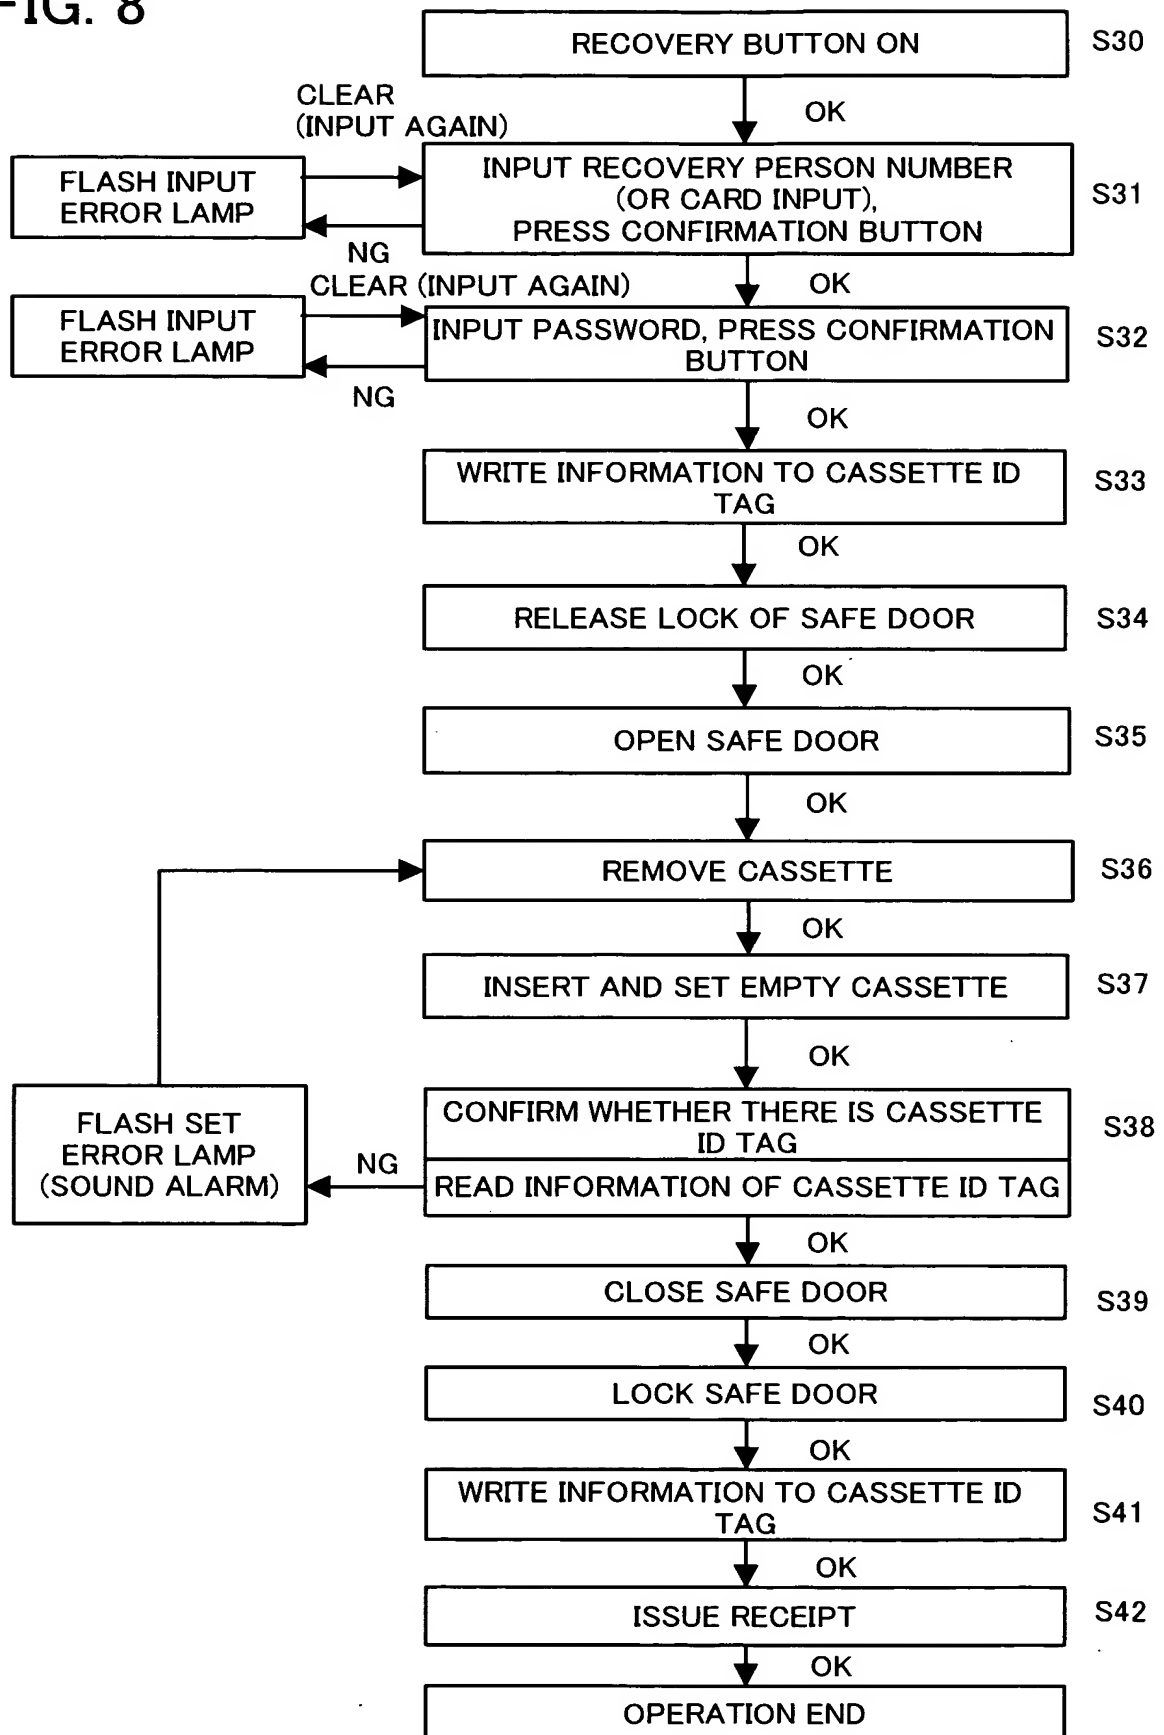 FIG. 8
RECOVERY BUTTON ON
S30
OK
CLEAR
(INPUT AGAIN)
FLASH INPUT
ERROR LAMP
INPUT RECOVERY PERSON NUMBER
(OR CARD INPUT),
PRESS CONFIRMATION BUTTON
S31
NG
OK
CLEAR (INPUT AGAIN)
FLASH INPUT
ERROR LAMP
INPUT PASSWORD, PRESS CONFIRMATION
BUTTON
S32
NG
OK
WRITE INFORMATION TO CASSETTE ID
TAG
S33
OK
RELEASE LOCK OF SAFE DOOR
S34
OK
OPEN SAFE DOOR
S35
OK
REMOVE CASSETTE
S36
OK
INSERT AND SET EMPTY CASSETTE
S37
OK
FLASH SET
ERROR LAMP
(SOUND ALARM)
NG
CONFIRM WHETHER THERE IS CASSETTE
ID TAG
READ INFORMATION OF CASSETTE ID TAG
S38
OK
CLOSE SAFE DOOR
S39
OK
LOCK SAFE DOOR
S40
OK
WRITE INFORMATION TO CASSETTE ID
TAG
S41
OK
ISSUE RECEIPT
S42
OK
OPERATION END